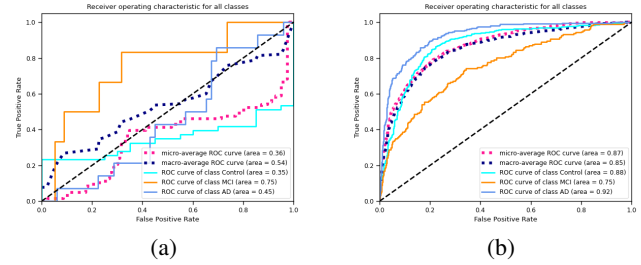 Receiver operating characteristic for all classes
1.0
0.8
0.6
0.4
0.2
0.0
True Positive Rate
micro-average ROC curve (area = 0.36)
macro-average ROC curve (area = 0.54)
ROC curve of class Control (area = 0.35)
ROC curve of class MCI (area = 0.75)
ROC curve of class AD (area = 0.45)
0.0 0.2 0.4 0.6 0.8 1.0
False Positive Rate
(a)
Receiver operating characteristic for all classes
1.0
0.8
0.6
0.4
0.2
0.0
True Positive Rate
micro-average ROC curve (area = 0.87)
macro-average ROC curve (area = 0.85)
ROC curve of class Control (area = 0.88)
ROC curve of class MCI (area = 0.75)
ROC curve of class AD (area = 0.92)
0.0 0.2 0.4 0.6 0.8 1.0
False Positive Rate
(b)